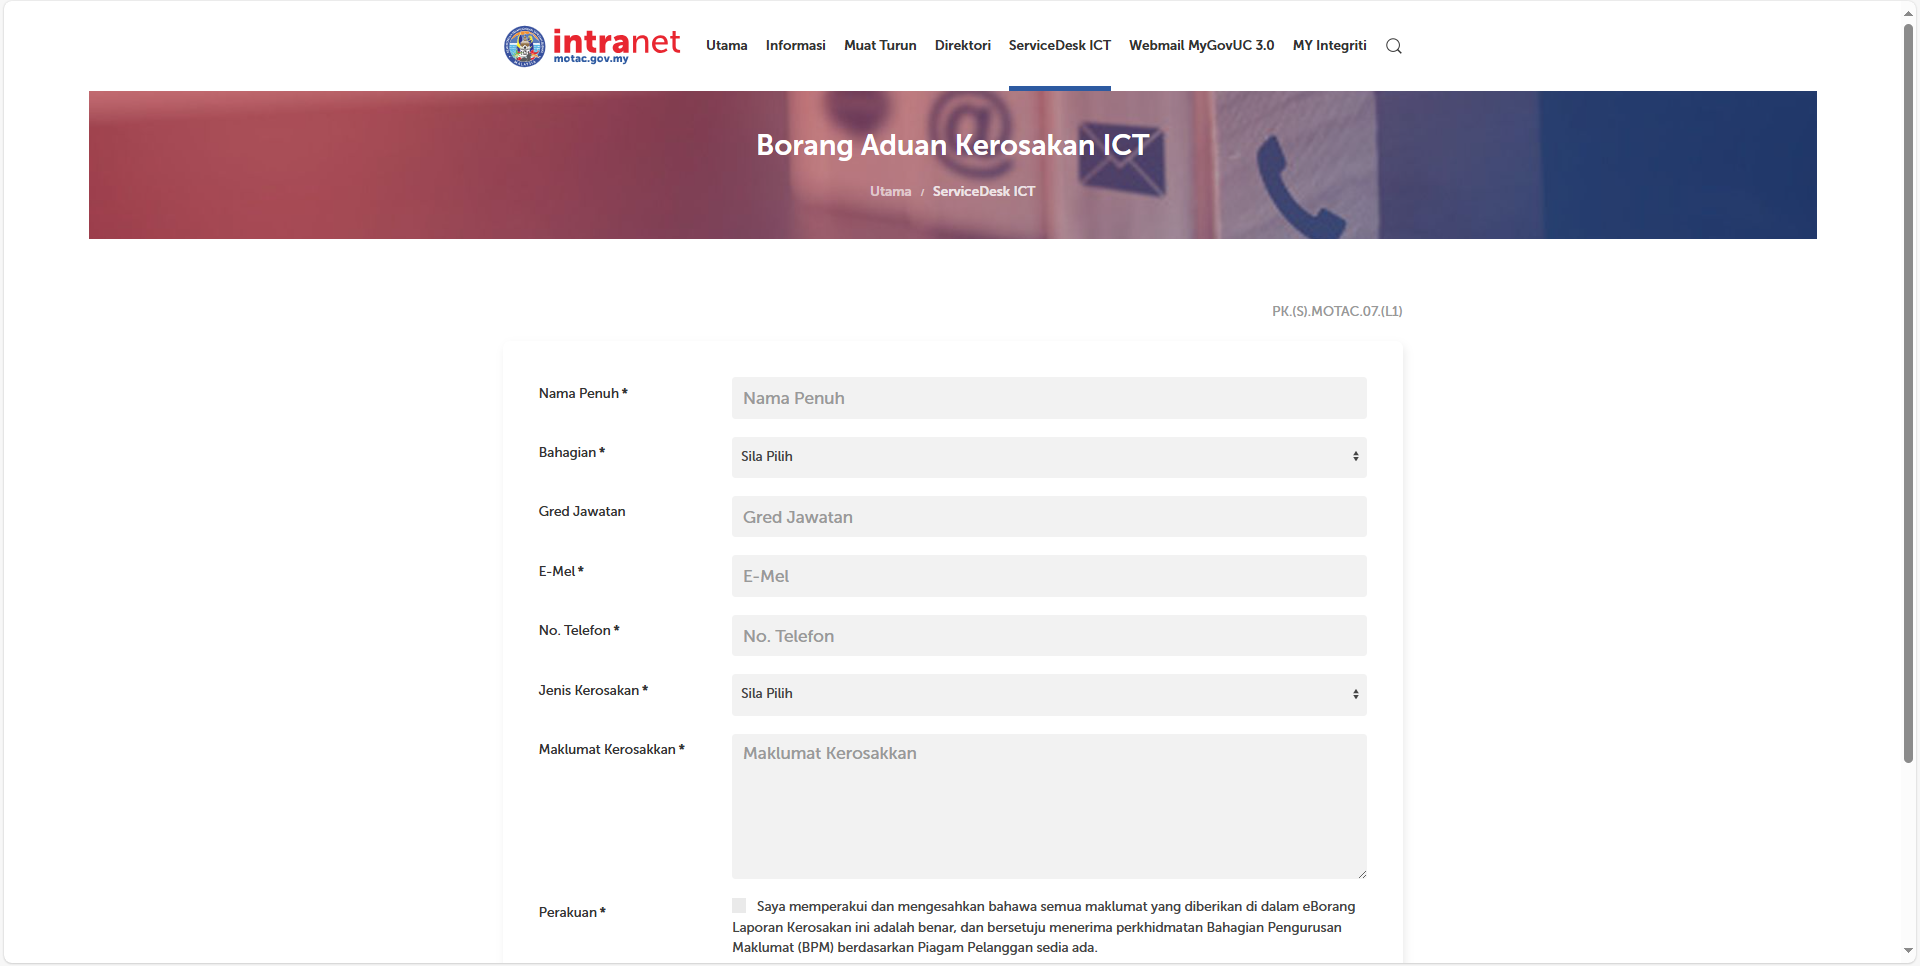 intranet
motac.gov.my
Utama
Informasi
Muat Turun
Direktori
ServiceDesk ICT
Webmail MyGovUC 3.0
MY Integriti
Borang Aduan Kerosakan ICT
Utama / ServiceDesk ICT
PK.(S).MOTAC.07.(L1)
Nama Penuh *
Nama Penuh
Bahagian *
Sila Pilih
Gred Jawatan
Gred Jawatan
E-Mel *
E-Mel
No. Telefon *
No. Telefon
Jenis Kerosakan *
Sila Pilih
Maklumat Kerosakkan *
Maklumat Kerosakkan
Perakuan *
Saya memperakui dan mengesahkan bahawa semua maklumat yang diberikan di dalam eBorang
Laporan Kerosakan ini adalah benar, dan bersetuju menerima perkhidmatan Bahagian Pengurusan
Maklumat (BPM) berdasarkan Piagam Pelanggan sedia ada.